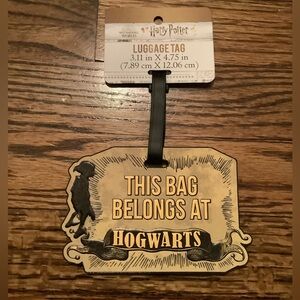 Harry Potter
LUGGAGE TAG
3.11 in X 4.75 in
(7.89 cm X 12.06 cm)
THIS BAG
BELONGS AT
HOGWARTS